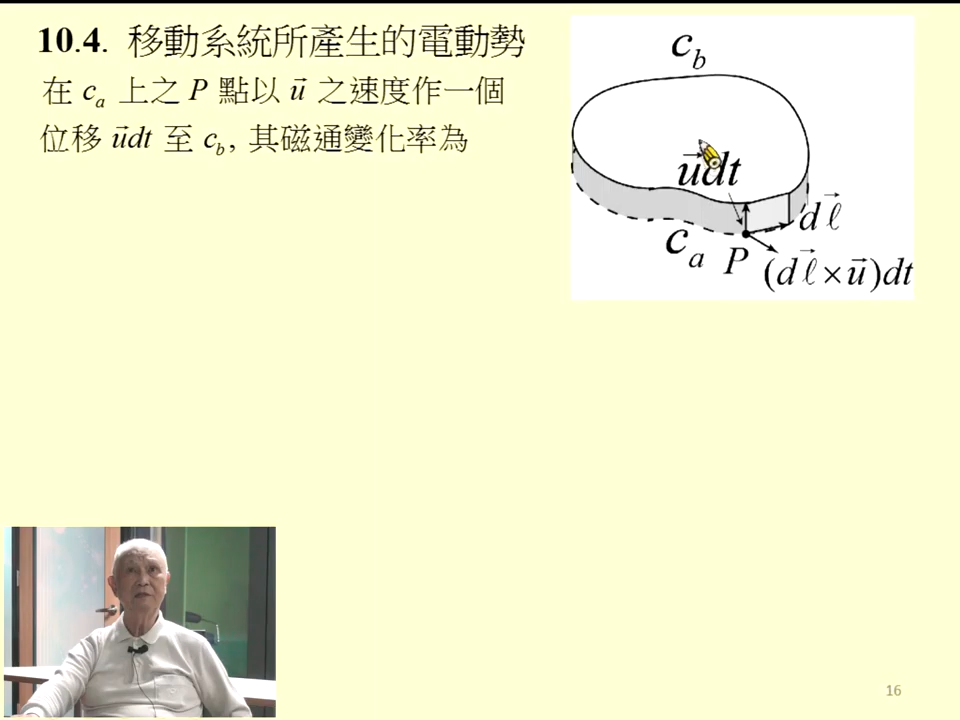 10.4. 移動系統所產生的電動勢
在 cₐ 上之 P 點以 u⃗ 之速度作一個
位移 u⃗dt 至 c_b, 其磁通變化率為
c_b
u⃗dt
dℓ⃗
cₐ
P
(dℓ⃗×u⃗)dt
16